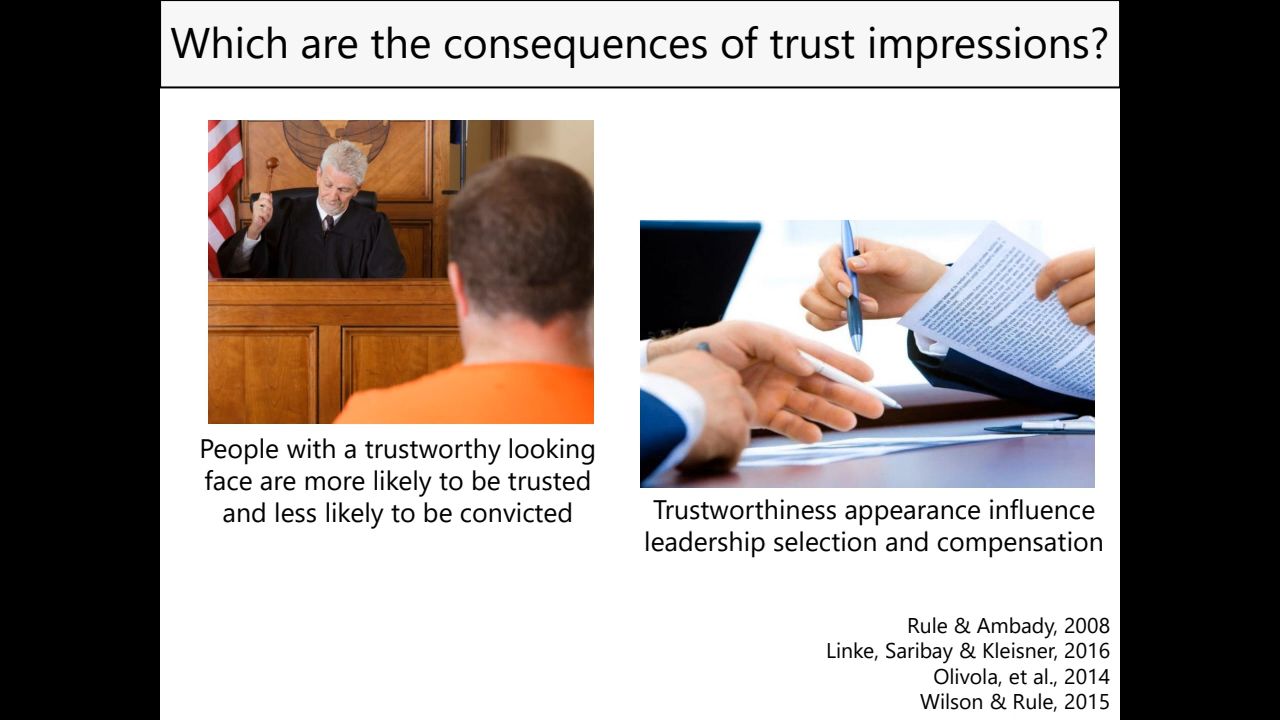 Which are the consequences of trust impressions?
People with a trustworthy looking
face are more likely to be trusted
and less likely to be convicted
Trustworthiness appearance influence
leadership selection and compensation
Rule & Ambady, 2008
Linke, Saribay & Kleisner, 2016
Olivola, et al., 2014
Wilson & Rule, 2015